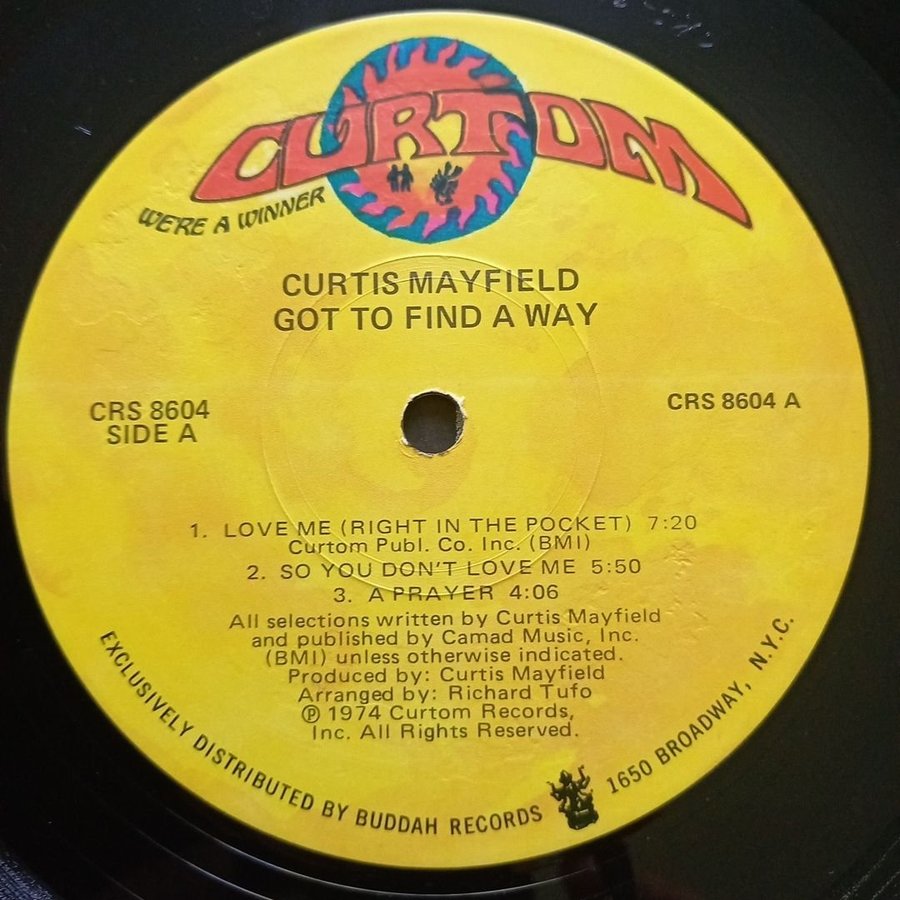 CURTOM
WE'RE A WINNER
CURTIS MAYFIELD
GOT TO FIND A WAY
CRS 8604
SIDE A
CRS 8604 A
1. LOVE ME (RIGHT IN THE POCKET) 7:20
Curtom Publ. Co. Inc. (BMI)
2. SO YOU DON'T LOVE ME 5:50
3. A PRAYER 4:06
All selections written by Curtis Mayfield
and published by Camad Music, Inc.
(BMI) unless otherwise indicated.
Produced by: Curtis Mayfield
Arranged by: Richard Tufo
℗ 1974 Curtom Records,
Inc. All Rights Reserved.
EXCLUSIVELY DISTRIBUTED BY BUDDAH RECORDS 1650 BROADWAY, N.Y.C.